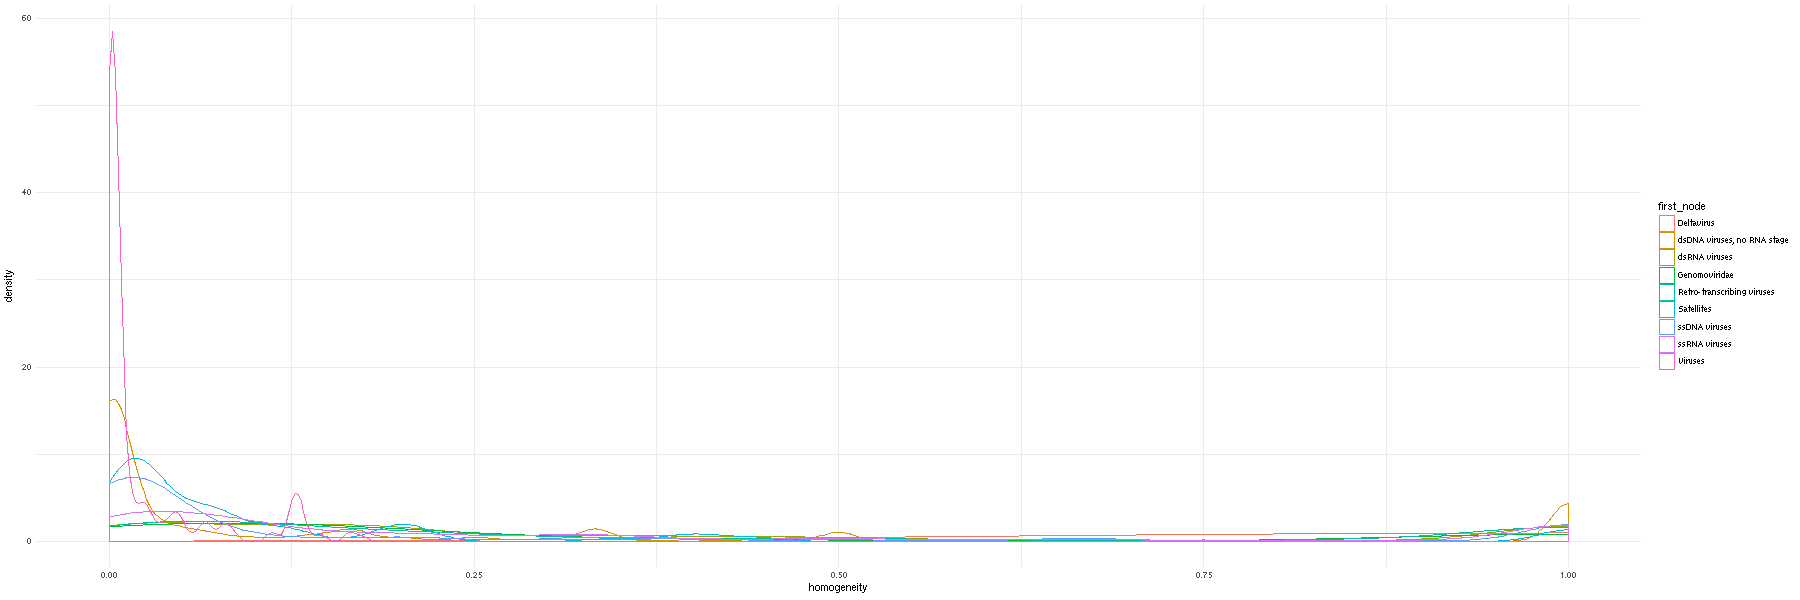 60
40
20
0
density
0.00
0.25
0.50
0.75
1.00
homogeneity
first_node
Deltavirus
dsDNA viruses, no RNA stage
dsRNA viruses
Genomoviridae
Retro-transcribing viruses
Satellites
ssDNA viruses
ssRNA viruses
Viruses